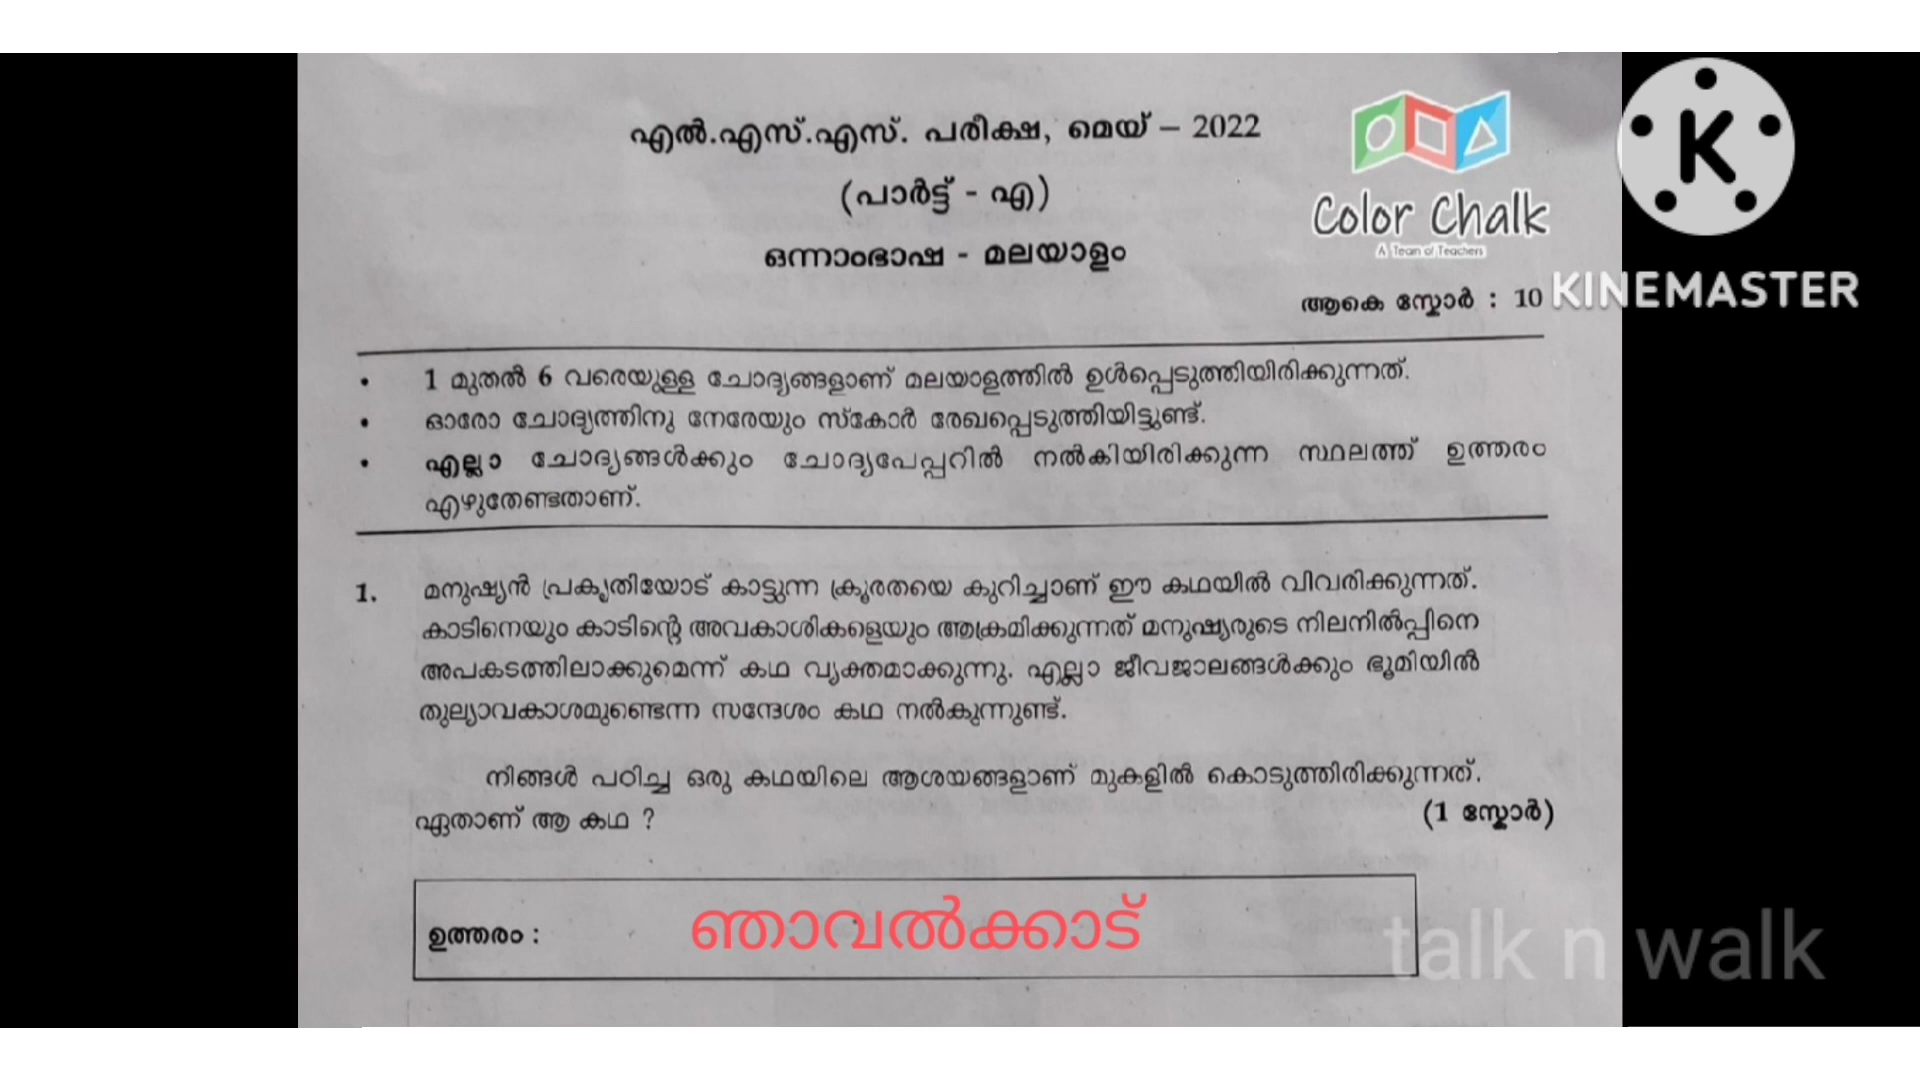 എൽ.എസ്.എസ്. പരീക്ഷ, മെയ് – 2022
(പാർട്ട് - എ)
ഒന്നാംഭാഷ - മലയാളം
Color Chalk
A Team of Teachers
K
KINEMASTER
ആകെ സ്കോർ : 10
• 1 മുതൽ 6 വരെയുള്ള ചോദ്യങ്ങളാണ് മലയാളത്തിൽ ഉൾപ്പെടുത്തിയിരിക്കുന്നത്.
• ഓരോ ചോദ്യത്തിനു നേരേയും സ്കോർ രേഖപ്പെടുത്തിയിട്ടുണ്ട്.
• എല്ലാ ചോദ്യങ്ങൾക്കും ചോദ്യപേപ്പറിൽ നൽകിയിരിക്കുന്ന സ്ഥലത്ത് ഉത്തരം
എഴുതേണ്ടതാണ്.
1. മനുഷ്യൻ പ്രകൃതിയോട് കാട്ടുന്ന ക്രൂരതയെ കുറിച്ചാണ് ഈ കഥയിൽ വിവരിക്കുന്നത്.
കാടിനെയും കാടിന്റെ അവകാശികളെയും ആക്രമിക്കുന്നത് മനുഷ്യരുടെ നിലനിൽപ്പിനെ
അപകടത്തിലാക്കുമെന്ന് കഥ വ്യക്തമാക്കുന്നു. എല്ലാ ജീവജാലങ്ങൾക്കും ഭൂമിയിൽ
തുല്യാവകാശമുണ്ടെന്ന സന്ദേശം കഥ നൽകുന്നുണ്ട്.
നിങ്ങൾ പഠിച്ച ഒരു കഥയിലെ ആശയങ്ങളാണ് മുകളിൽ കൊടുത്തിരിക്കുന്നത്.
ഏതാണ് ആ കഥ ? (1 സ്കോർ)
ഉത്തരം : ഞാവൽക്കാട്
talk n walk